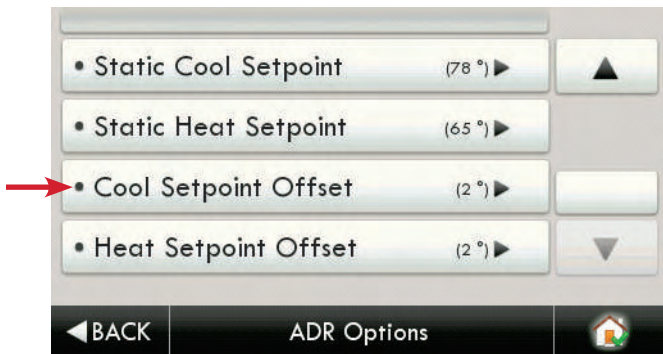 • Static Cool Setpoint (78 °)▶
• Static Heat Setpoint (65 °)▶
• Cool Setpoint Offset (2 °)▶
• Heat Setpoint Offset (2 °)▶
◀BACK ADR Options